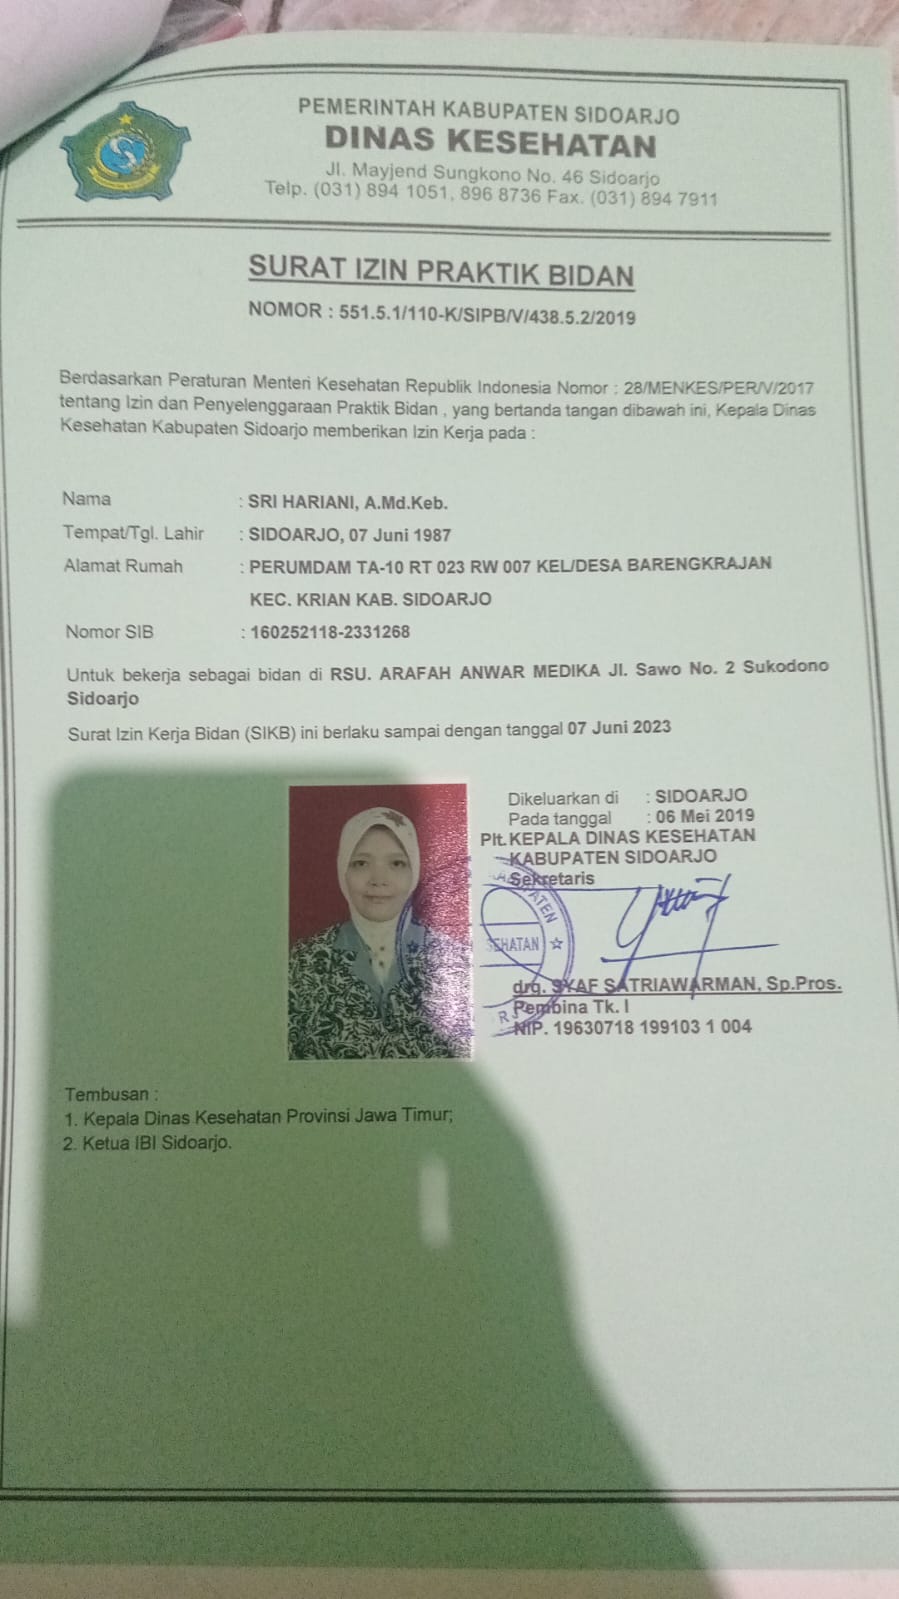 PEMERINTAH KABUPATEN SIDOARJO
DINAS KESEHATAN
Jl. Mayjend Sungkono No. 46 Sidoarjo
Telp. (031) 894 1051, 896 8736 Fax. (031) 894 7911
SURAT IZIN PRAKTIK BIDAN
NOMOR : 551.5.1/110-K/SIPB/V/438.5.2/2019
Berdasarkan Peraturan Menteri Kesehatan Republik Indonesia Nomor : 28/MENKES/PER/V/2017
tentang Izin dan Penyelenggaraan Praktik Bidan , yang bertanda tangan dibawah ini, Kepala Dinas
Kesehatan Kabupaten Sidoarjo memberikan Izin Kerja pada :
Nama : SRI HARIANI, A.Md.Keb.
Tempat/Tgl. Lahir : SIDOARJO, 07 Juni 1987
Alamat Rumah : PERUMDAM TA-10 RT 023 RW 007 KEL/DESA BARENGKRAJAN
KEC. KRIAN KAB. SIDOARJO
Nomor SIB : 160252118-2331268
Untuk bekerja sebagai bidan di RSU. ARAFAH ANWAR MEDIKA Jl. Sawo No. 2 Sukodono
Sidoarjo
Surat Izin Kerja Bidan (SIKB) ini berlaku sampai dengan tanggal 07 Juni 2023
Dikeluarkan di : SIDOARJO
Pada tanggal : 06 Mei 2019
Plt. KEPALA DINAS KESEHATAN
KABUPATEN SIDOARJO
Sekretaris
drg. SYAF SATRIAWARMAN, Sp.Pros.
Pembina Tk. I
NIP. 19630718 199103 1 004
Tembusan :
1. Kepala Dinas Kesehatan Provinsi Jawa Timur;
2. Ketua IBI Sidoarjo.